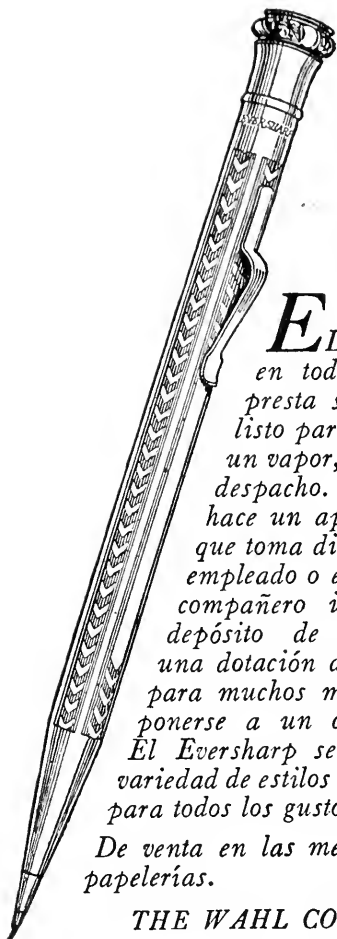 EVERSHARP
EL
en tod
presta s
listo par
un vapor,
despacho.
hace un ap
que toma di
empleado o e
compañero i
depósito de
una dotación d
para muchos m
ponerse a un c
El Eversharp se
variedad de estilos
para todos los gusto
De venta en las me
papelerías.
THE WAHL CO